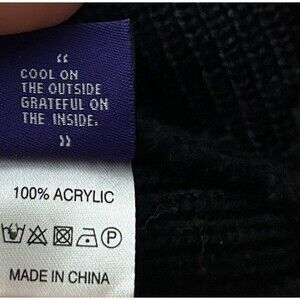 “
COOL ON
THE OUTSIDE
GRATEFUL ON
THE INSIDE.
”
100% ACRYLIC
P
MADE IN CHINA